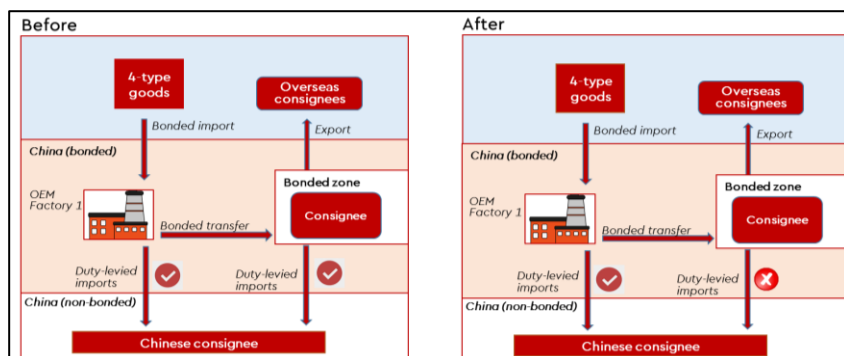 Before
4-type
goods
Overseas
consignees
Bonded import
Export
China (bonded)
OEM
Factory 1
Bonded zone
Consignee
Bonded transfer
Duty-levied
imports
Duty-levied
imports
China (non-bonded)
Chinese consignee
After
4-type
goods
Overseas
consignees
Bonded import
Export
China (bonded)
OEM
Factory 1
Bonded zone
Consignee
Bonded transfer
Duty-levied
imports
Duty-levied
imports
China (non-bonded)
Chinese consignee